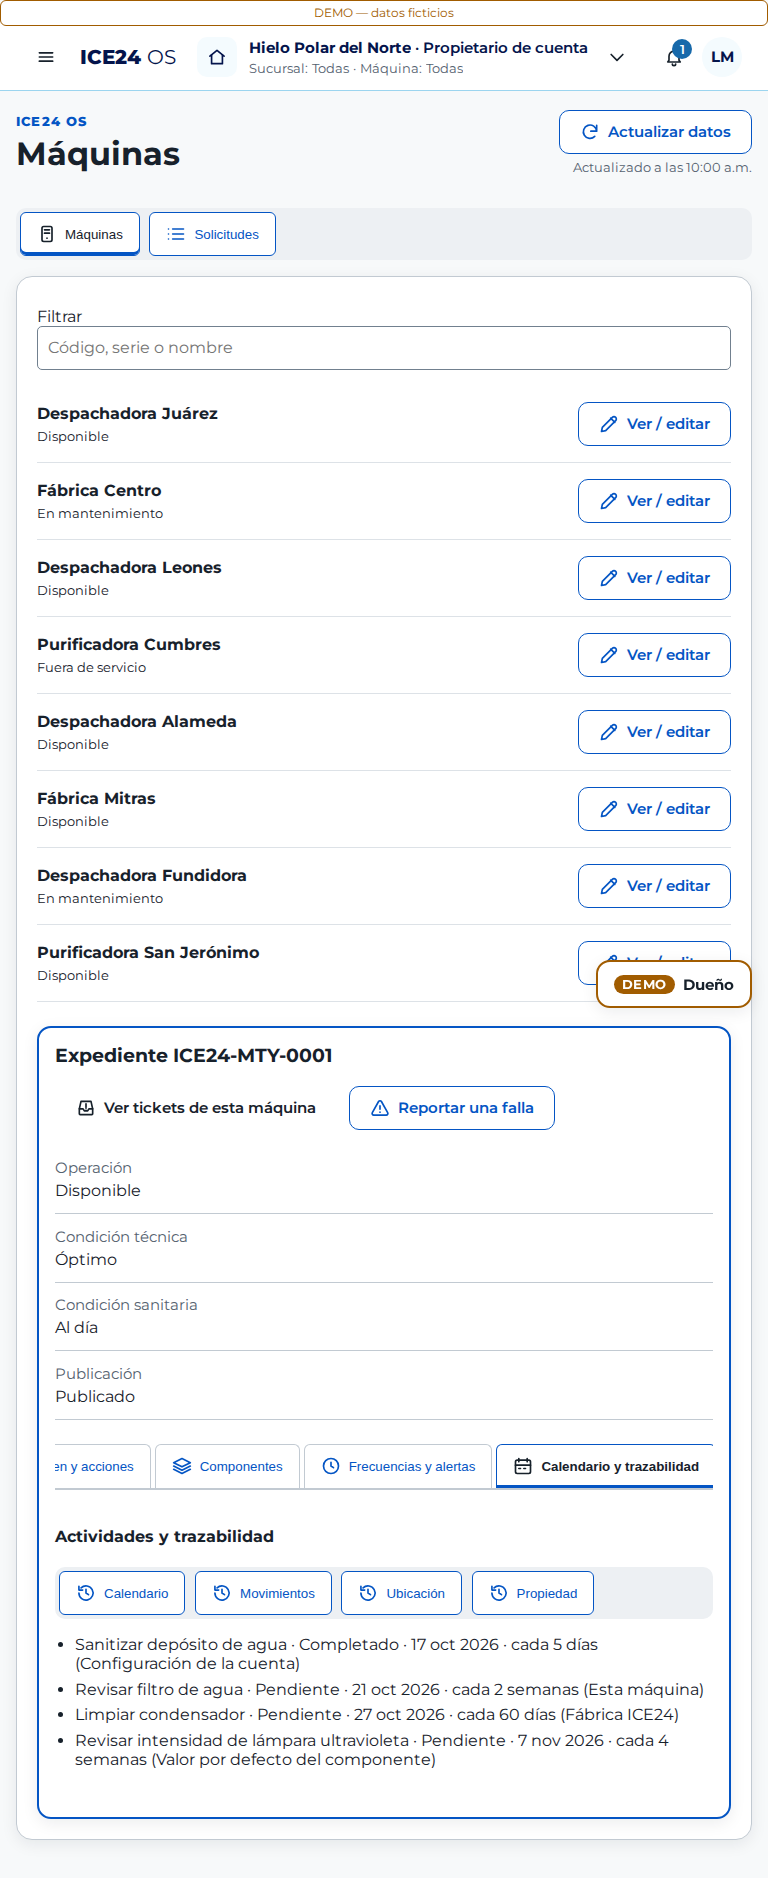 DEMO — datos ficticios
ICE24 OS
Hielo Polar del Norte · Propietario de cuenta
Sucursal: Todas · Máquina: Todas
1
LM
ICE24 OS
Máquinas
Actualizar datos
Actualizado a las 10:00 a.m.
Máquinas
Solicitudes
Filtrar
Código, serie o nombre
Despachadora Juárez
Disponible
Ver / editar
Fábrica Centro
En mantenimiento
Ver / editar
Despachadora Leones
Disponible
Ver / editar
Purificadora Cumbres
Fuera de servicio
Ver / editar
Despachadora Alameda
Disponible
Ver / editar
Fábrica Mitras
Disponible
Ver / editar
Despachadora Fundidora
En mantenimiento
Ver / editar
Purificadora San Jerónimo
Disponible
DEMO Dueño
Expediente ICE24-MTY-0001
Ver tickets de esta máquina
Reportar una falla
Operación
Disponible
Condición técnica
Óptimo
Condición sanitaria
Al día
Publicación
Publicado
en y acciones
Componentes
Frecuencias y alertas
Calendario y trazabilidad
Actividades y trazabilidad
Calendario
Movimientos
Ubicación
Propiedad
Sanitizar depósito de agua · Completado · 17 oct 2026 · cada 5 días
(Configuración de la cuenta)
Revisar filtro de agua · Pendiente · 21 oct 2026 · cada 2 semanas (Esta máquina)
Limpiar condensador · Pendiente · 27 oct 2026 · cada 60 días (Fábrica ICE24)
Revisar intensidad de lámpara ultravioleta · Pendiente · 7 nov 2026 · cada 4
semanas (Valor por defecto del componente)